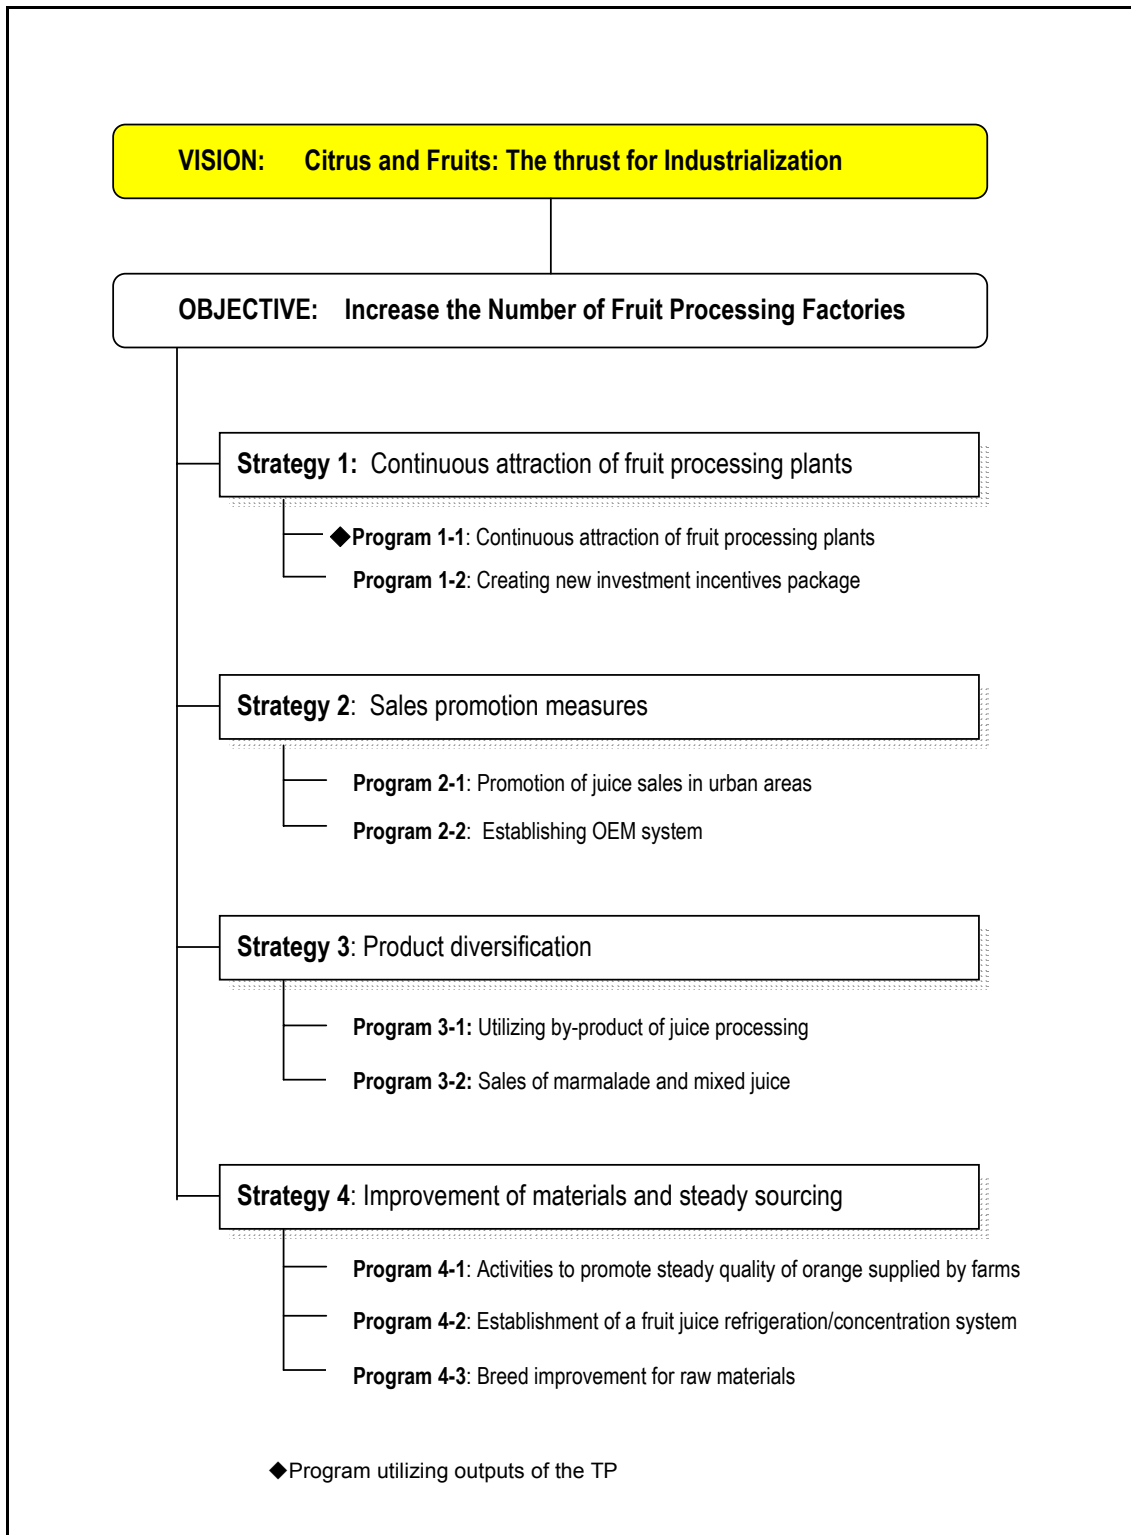 VISION: Citrus and Fruits: The thrust for Industrialization
OBJECTIVE: Increase the Number of Fruit Processing Factories
Strategy 1: Continuous attraction of fruit processing plants
◆Program 1-1: Continuous attraction of fruit processing plants
Program 1-2: Creating new investment incentives package
Strategy 2: Sales promotion measures
Program 2-1: Promotion of juice sales in urban areas
Program 2-2: Establishing OEM system
Strategy 3: Product diversification
Program 3-1: Utilizing by-product of juice processing
Program 3-2: Sales of marmalade and mixed juice
Strategy 4: Improvement of materials and steady sourcing
Program 4-1: Activities to promote steady quality of orange supplied by farms
Program 4-2: Establishment of a fruit juice refrigeration/concentration system
Program 4-3: Breed improvement for raw materials
◆Program utilizing outputs of the TP